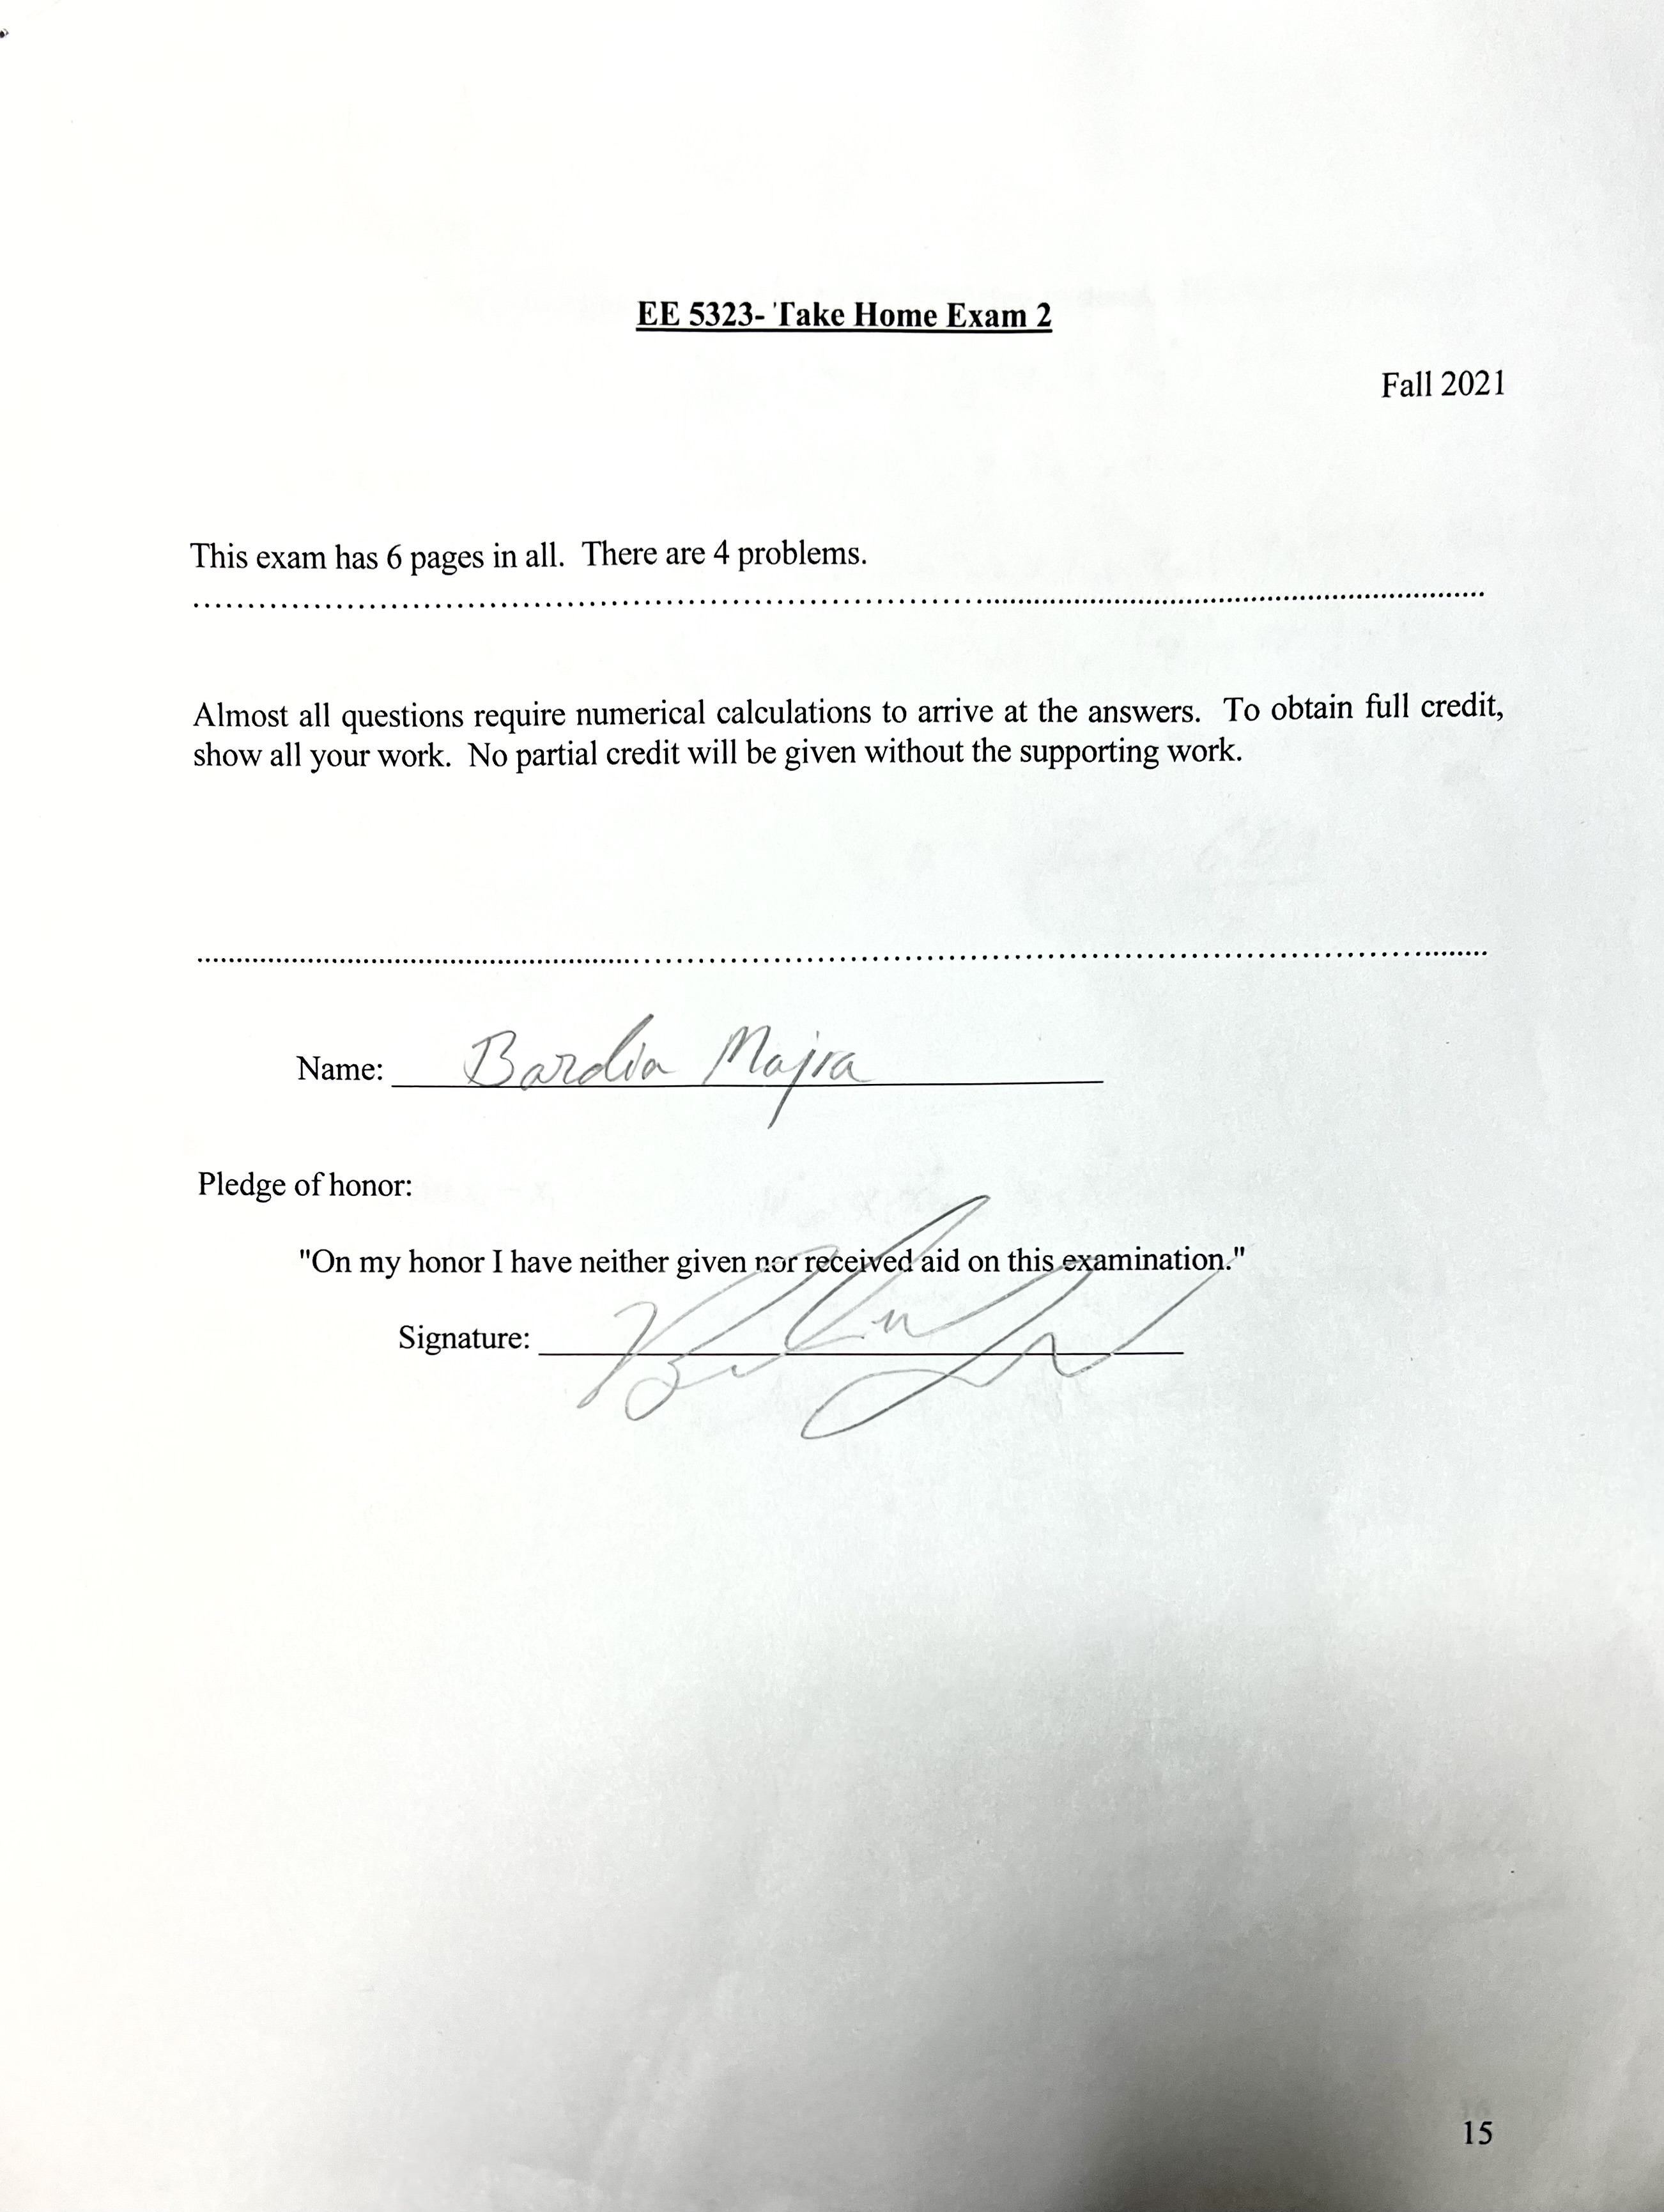 EE 5323- Take Home Exam 2
Fall 2021
This exam has 6 pages in all. There are 4 problems.
Almost all questions require numerical calculations to arrive at the answers. To obtain full credit,
show all your work. No partial credit will be given without the supporting work.
Name: Bardia Mojra
Pledge of honor:
"On my honor I have neither given nor received aid on this examination."
Signature:
15